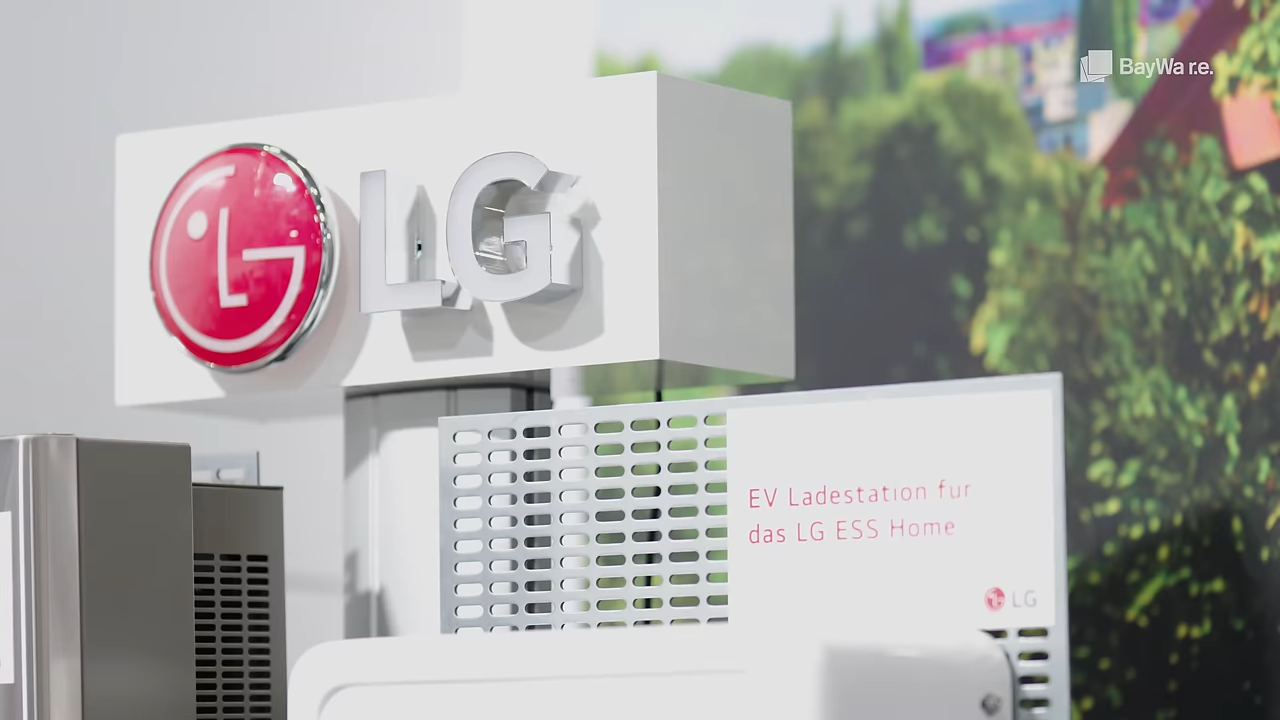 BayWa r.e.
LG
EV Ladestation fur
das LG ESS Home
LG